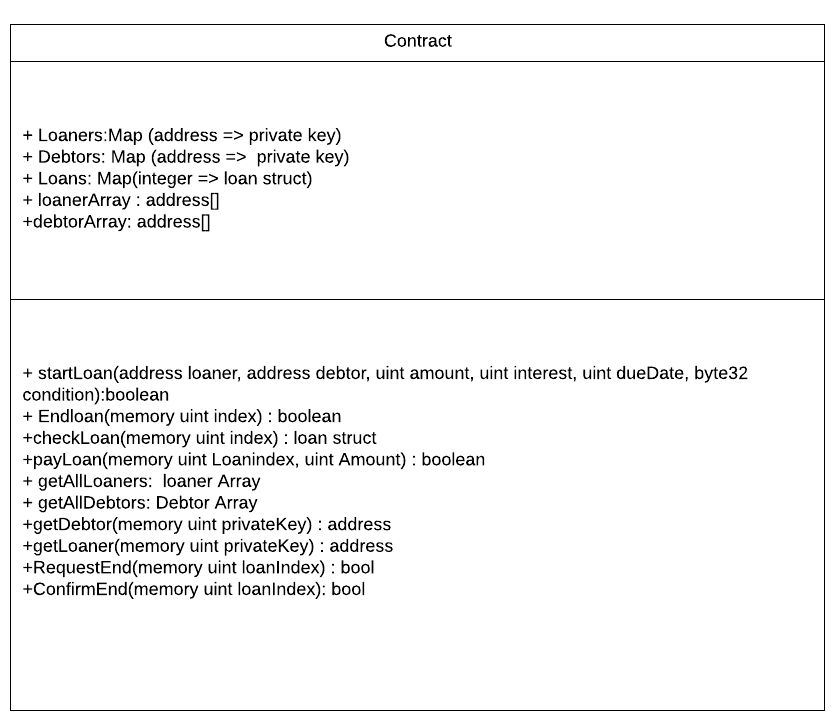 Contract
+ Loaners:Map (address => private key)
+ Debtors: Map (address =>  private key)
+ Loans: Map(integer => loan struct)
+ loanerArray : address[]
+debtorArray: address[]
+ startLoan(address loaner, address debtor, uint amount, uint interest, uint dueDate, byte32
condition):boolean
+ Endloan(memory uint index) : boolean
+checkLoan(memory uint index) : loan struct
+payLoan(memory uint Loanindex, uint Amount) : boolean
+ getAllLoaners:  loaner Array
+ getAllDebtors: Debtor Array
+getDebtor(memory uint privateKey) : address
+getLoaner(memory uint privateKey) : address
+RequestEnd(memory uint loanIndex) : bool
+ConfirmEnd(memory uint loanIndex): bool